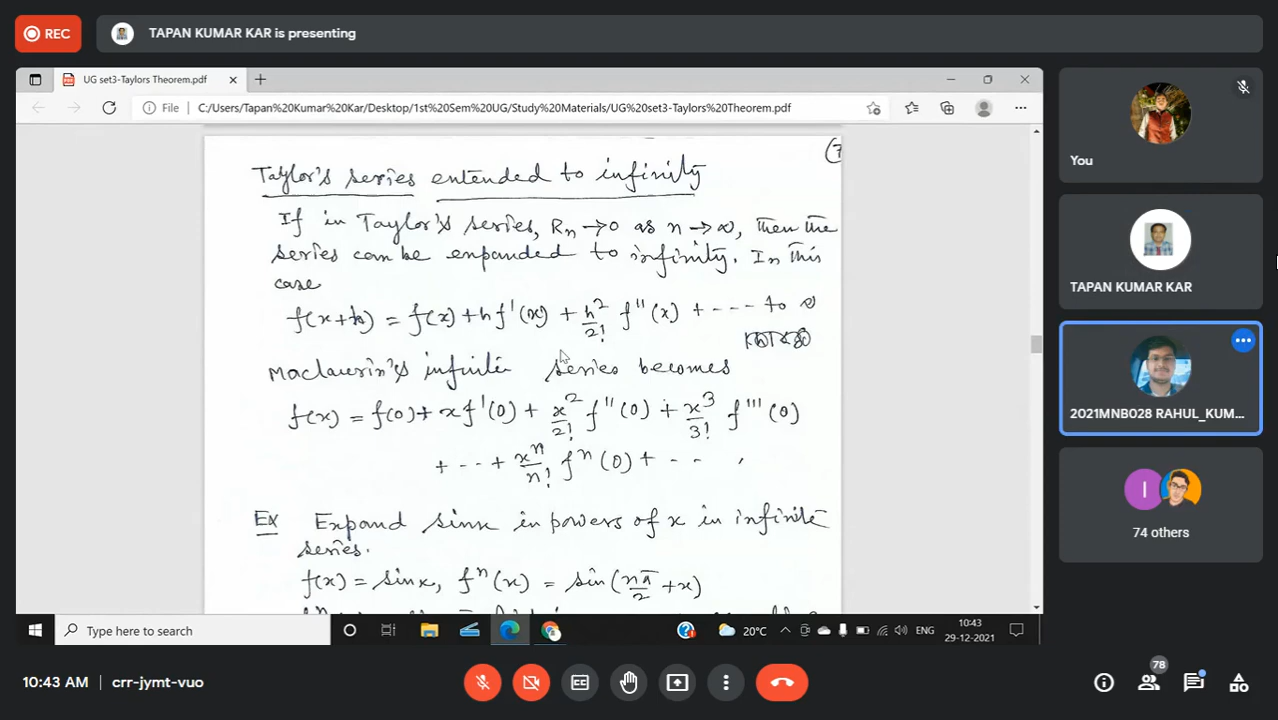 REC
TAPAN KUMAR KAR is presenting
UG set3-Taylors Theorem.pdf
File
C:/Users/Tapan%20Kumar%20Kar/Desktop/1st%20Sem%20UG/Study%20Materials/UG%20set3-Taylors%20Theorem.pdf
(7
Taylor's series entended to infinity
If in Taylor's series, Rn → 0 as n → ∞, then the
series can be enpanded to infinity. In this
case
f(x+h) = f(x) + h f'(x) + h²/2! f''(x) + ---- to ∞
Maclaurin's infinite series becomes
f(x) = f(0) + x f'(0) + x²/2! f''(0) + x³/3! f'''(0)
+ --- + xⁿ/n! fⁿ(0) + -- ,
Ex Expand sinx in powers of x in infinite
series.
f(x) = sinx, fⁿ(x) = sin(nπ/2 + x)
You
TAPAN KUMAR KAR
2021MNB028 RAHUL_KUM...
I
74 others
Type here to search
20°C
ENG
10:43
29-12-2021
10:43 AM
crr-jymt-vuo
CC
78